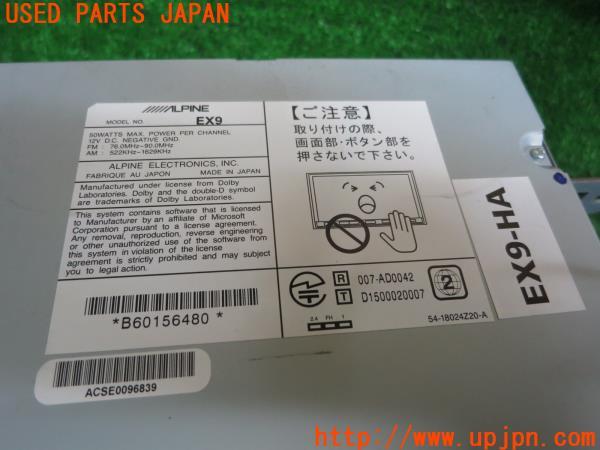 USED PARTS JAPAN
ALPINE
MODEL NO. EX9
50WATTS MAX. POWER PER CHANNEL
12V D.C. NEGATIVE GND.
FM : 76.0MHz~90.0MHz
AM : 522KHz~1629KHz
ALPINE ELECTRONICS, INC.
FABRIQUE AU JAPON MADE IN JAPAN
Manufactured under license from Dolby
Laboratories. Dolby and the double-D symbol
are trademarks of Dolby Laboratories.
This system contains software that is licensed
to Manufacturer by an affiliate of Microsoft
Corporation pursuant to a license agreement.
Any removal, reproduction, reverse engineering
or other unauthorized use of the software from
this system in violation of the license
agreement is strictly prohibited and may subject
you to legal action.
*B60156480*
ACSE0096839
【ご注意】
取り付けの際、
画面部・ボタン部を
押さないで下さい。
R 007-AD0042
T D1500020007
2
2.4 FH 1
54-18024Z20-A
EX9-HA
UPJ
http://www.upjpn.com